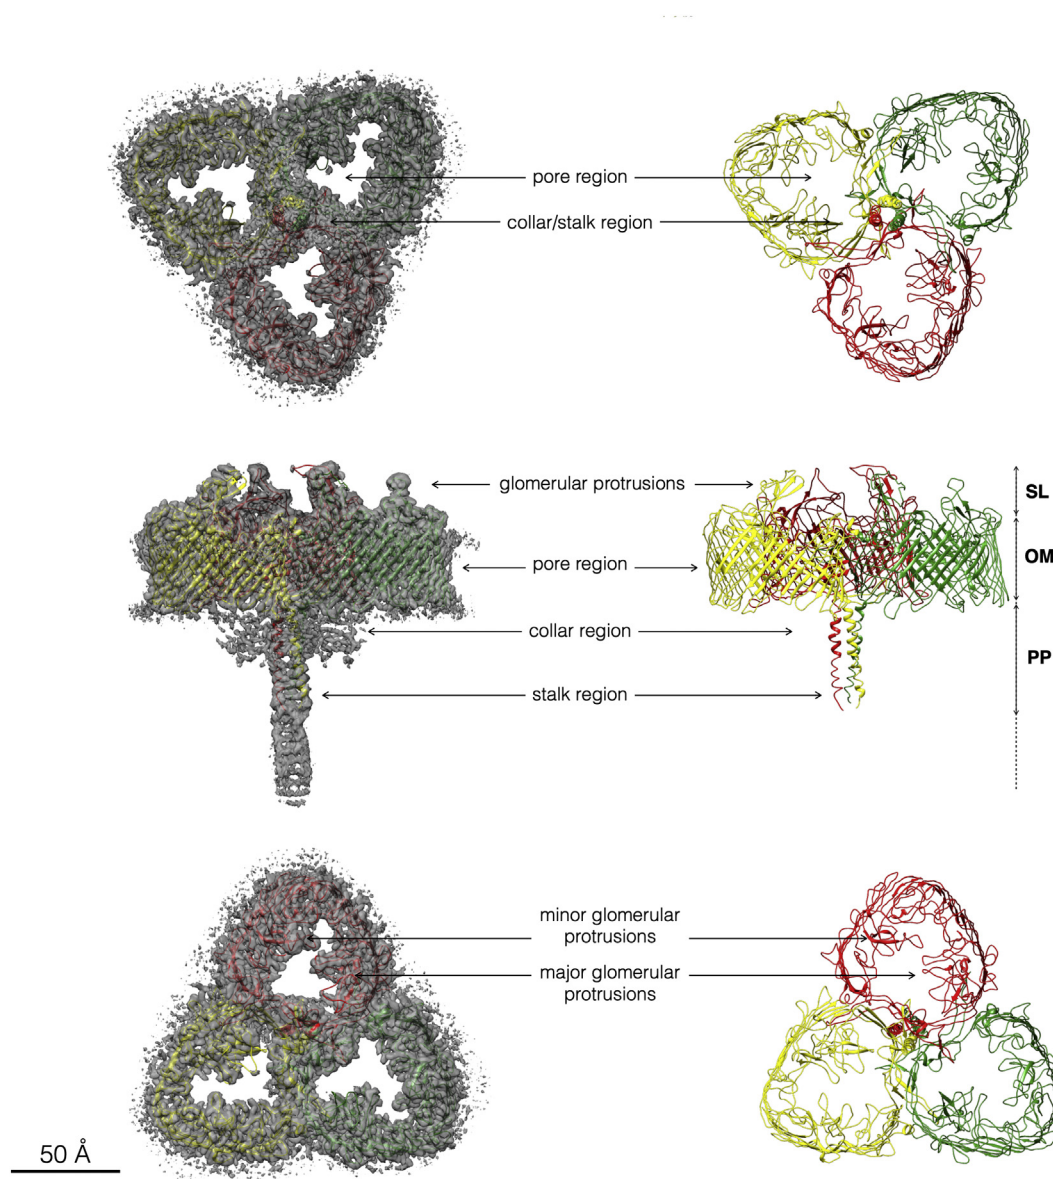 pore region
collar/stalk region
glomerular protrusions
SL
pore region
OM
collar region
PP
stalk region
minor glomerular
protrusions
major glomerular
protrusions
50 Å